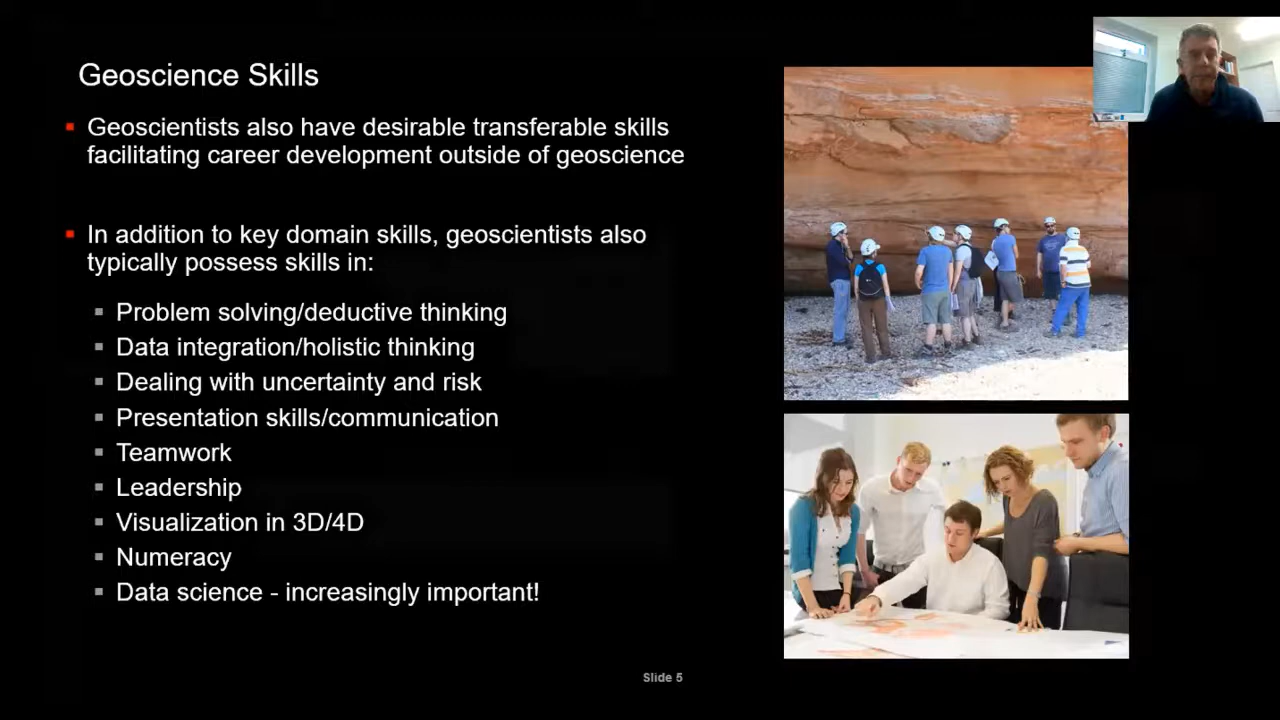 Geoscience Skills
Geoscientists also have desirable transferable skills
facilitating career development outside of geoscience
In addition to key domain skills, geoscientists also
typically possess skills in:
Problem solving/deductive thinking
Data integration/holistic thinking
Dealing with uncertainty and risk
Presentation skills/communication
Teamwork
Leadership
Visualization in 3D/4D
Numeracy
Data science - increasingly important!
Slide 5